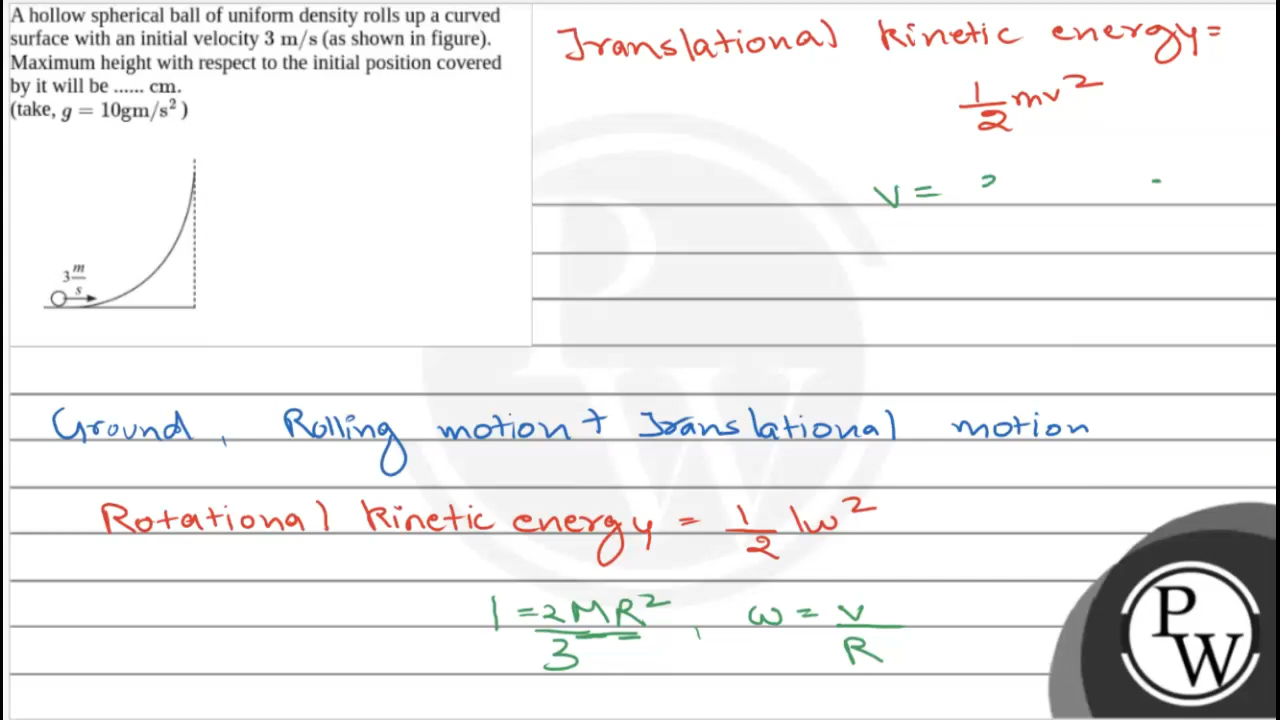 A hollow spherical ball of uniform density rolls up a curved
surface with an initial velocity 3 m/s (as shown in figure).
Maximum height with respect to the initial position covered
by it will be ...... cm.
(take, g = 10gm/s² )
3 m/s
Translational kinetic energy =
1/2 mv²
v =
Ground, Rolling motion + Translational motion
Rotational kinetic energy = 1/2 Iω²
I = 2MR²/3 , ω = v/R
P
W
PW